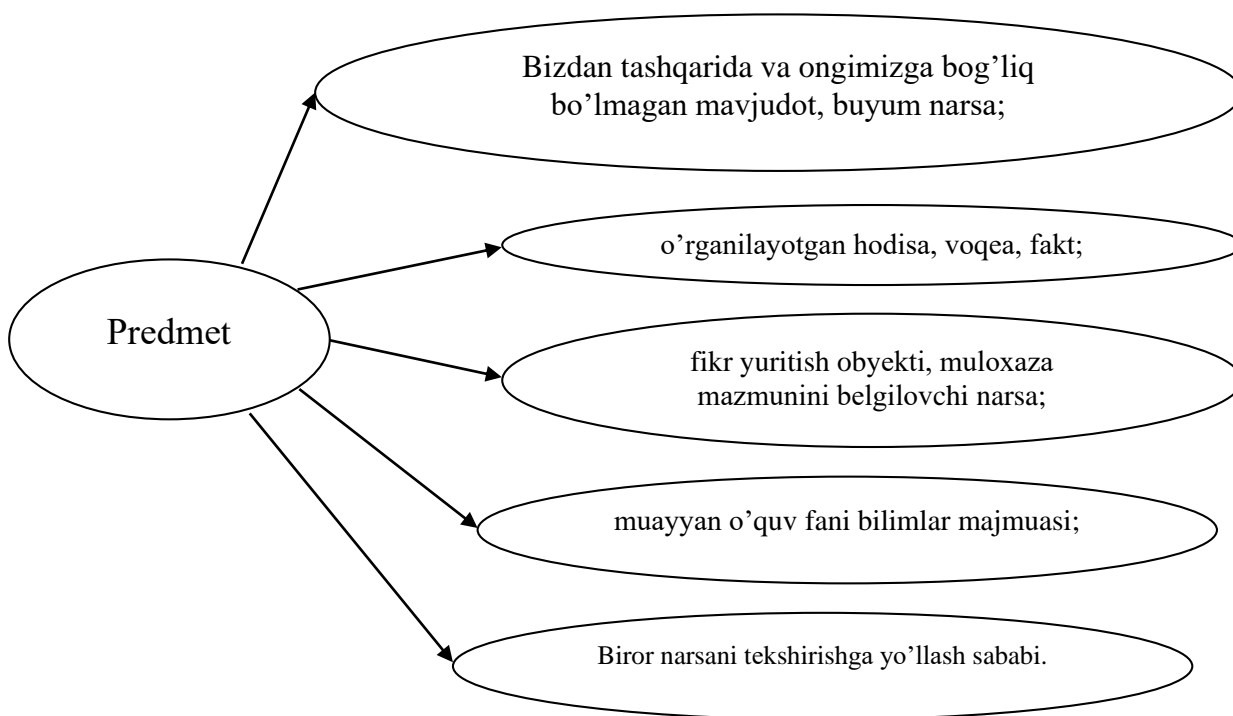 Bizdan tashqarida va ongimizga bog’liq
bo’lmagan mavjudot, buyum narsa;
o’rganilayotgan hodisa, voqea, fakt;
Predmet
fikr yuritish obyekti, muloxaza
mazmunini belgilovchi narsa;
muayyan o’quv fani bilimlar majmuasi;
Biror narsani tekshirishga yo’llash sababi.